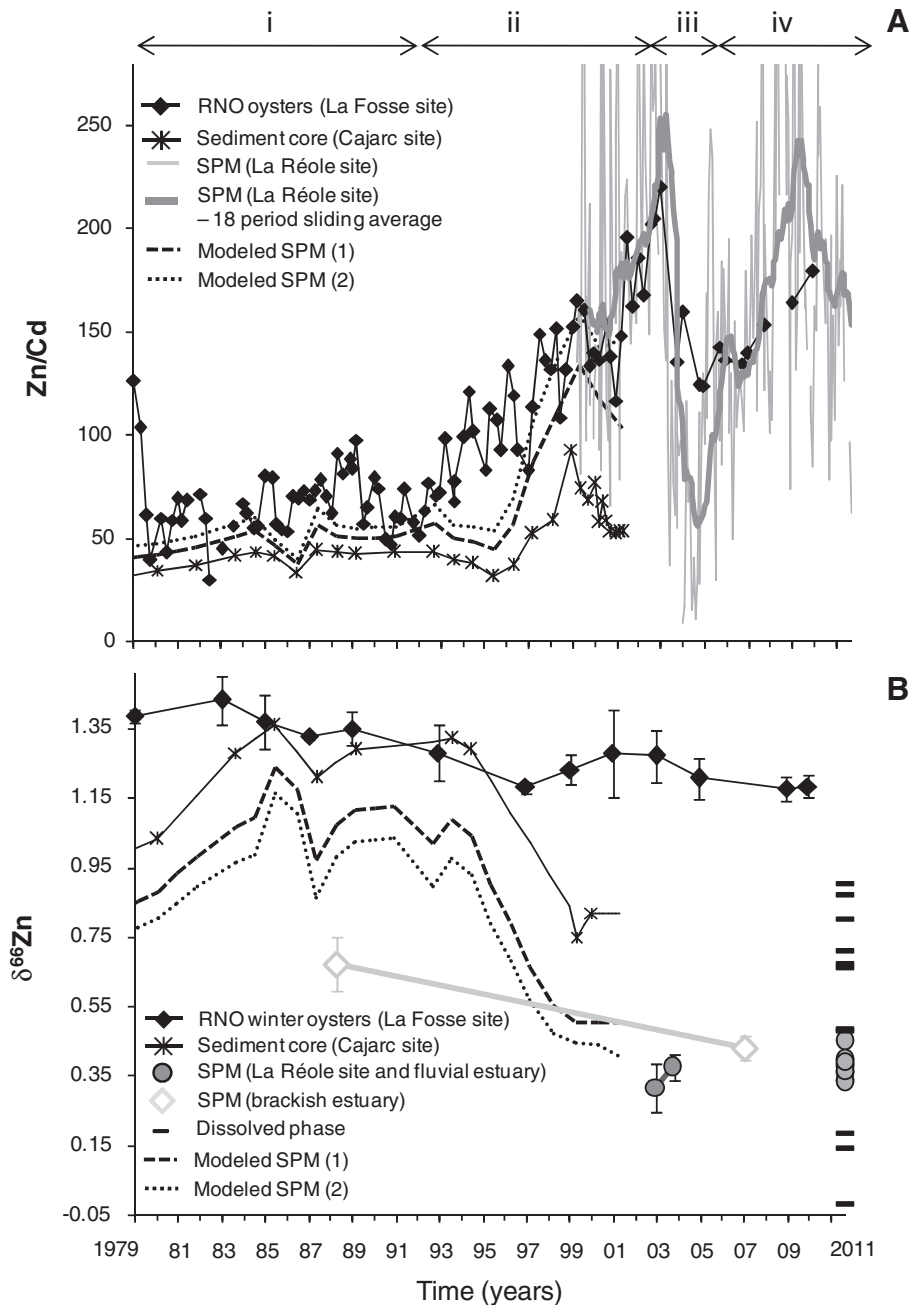 i ii iii iv A
RNO oysters (La Fosse site)
Sediment core (Cajarc site)
SPM (La Réole site)
SPM (La Réole site)
– 18 period sliding average
Modeled SPM (1)
Modeled SPM (2)
Zn/Cd
250
200
150
100
50
0
B
1.35
1.15
0.95
0.75
0.55
0.35
0.15
-0.05
δ⁶⁶Zn
RNO winter oysters (La Fosse site)
Sediment core (Cajarc site)
SPM (La Réole site and fluvial estuary)
SPM (brackish estuary)
Dissolved phase
Modeled SPM (1)
Modeled SPM (2)
1979 81 83 85 87 89 91 93 95 97 99 01 03 05 07 09 2011
Time (years)